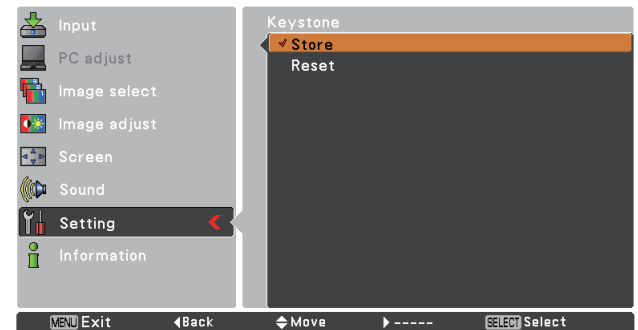 Input
PC adjust
Image select
Image adjust
Screen
Sound
Setting
Information
Keystone
Store
Reset
MENU Exit Back Move ----- SELECT Select